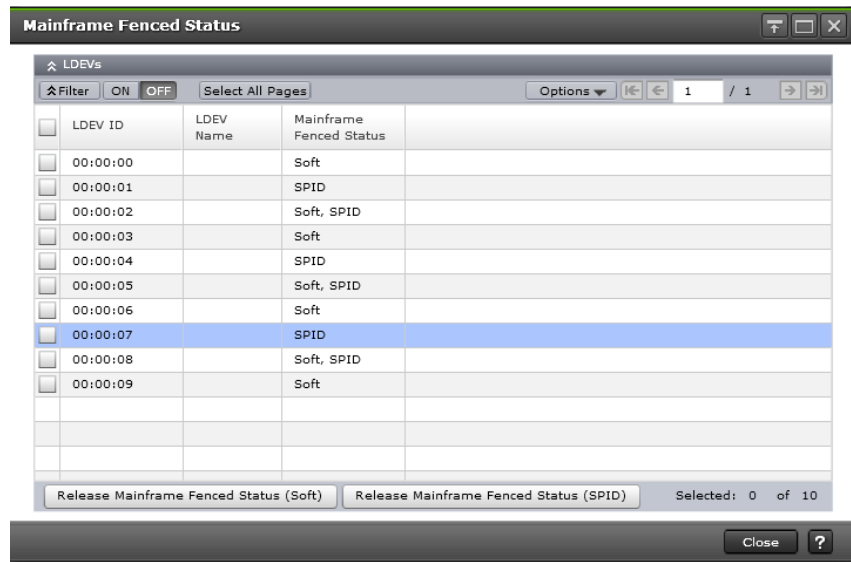 Mainframe Fenced Status
LDEVs
Filter ON OFF Select All Pages Options 1 / 1
LDEV ID LDEV Name Mainframe Fenced Status
00:00:00 Soft
00:00:01 SPID
00:00:02 Soft, SPID
00:00:03 Soft
00:00:04 SPID
00:00:05 Soft, SPID
00:00:06 Soft
00:00:07 SPID
00:00:08 Soft, SPID
00:00:09 Soft
Release Mainframe Fenced Status (Soft) Release Mainframe Fenced Status (SPID) Selected: 0 of 10
Close ?